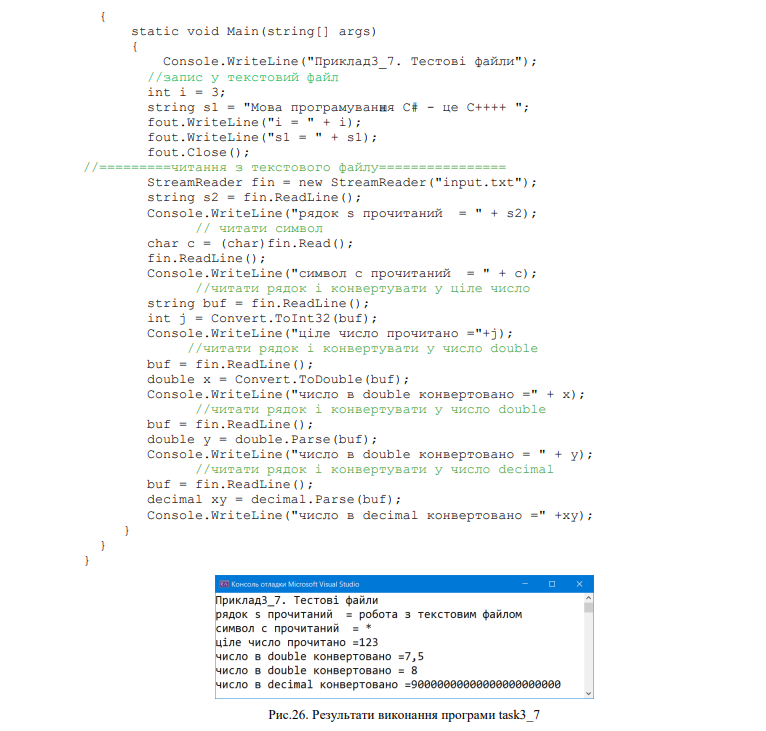 {
static void Main(string[] args)
{
Console.WriteLine("Приклад3_7. Тестові файли");
//запис у текстовий файл
int i = 3;
string s1 = "Мова програмування C# - це C++++ ";
fout.WriteLine("i = " + i);
fout.WriteLine("s1 = " + s1);
fout.Close();
//=========читання з текстового файлу================
StreamReader fin = new StreamReader("input.txt");
string s2 = fin.ReadLine();
Console.WriteLine("рядок s прочитаний  = " + s2);
// читати символ
char c = (char)fin.Read();
fin.ReadLine();
Console.WriteLine("символ c прочитаний  = " + c);
//читати рядок і конвертувати у ціле число
string buf = fin.ReadLine();
int j = Convert.ToInt32(buf);
Console.WriteLine("ціле число прочитано ="+j);
//читати рядок і конвертувати у число double
buf = fin.ReadLine();
double x = Convert.ToDouble(buf);
Console.WriteLine("число в double конвертовано =" + x);
//читати рядок і конвертувати у число double
buf = fin.ReadLine();
double y = double.Parse(buf);
Console.WriteLine("число в double конвертовано = " + y);
//читати рядок і конвертувати у число decimal
buf = fin.ReadLine();
decimal xy = decimal.Parse(buf);
Console.WriteLine("число в decimal конвертовано =" +xy);
}
}
}
Консоль отладки Microsoft Visual Studio
Приклад3_7. Тестові файли
рядок s прочитаний  = робота з текстовим файлом
символ c прочитаний  = *
ціле число прочитано =123
число в double конвертовано =7,5
число в double конвертовано = 8
число в decimal конвертовано =90000000000000000000000
Рис.26. Результати виконання програми task3_7